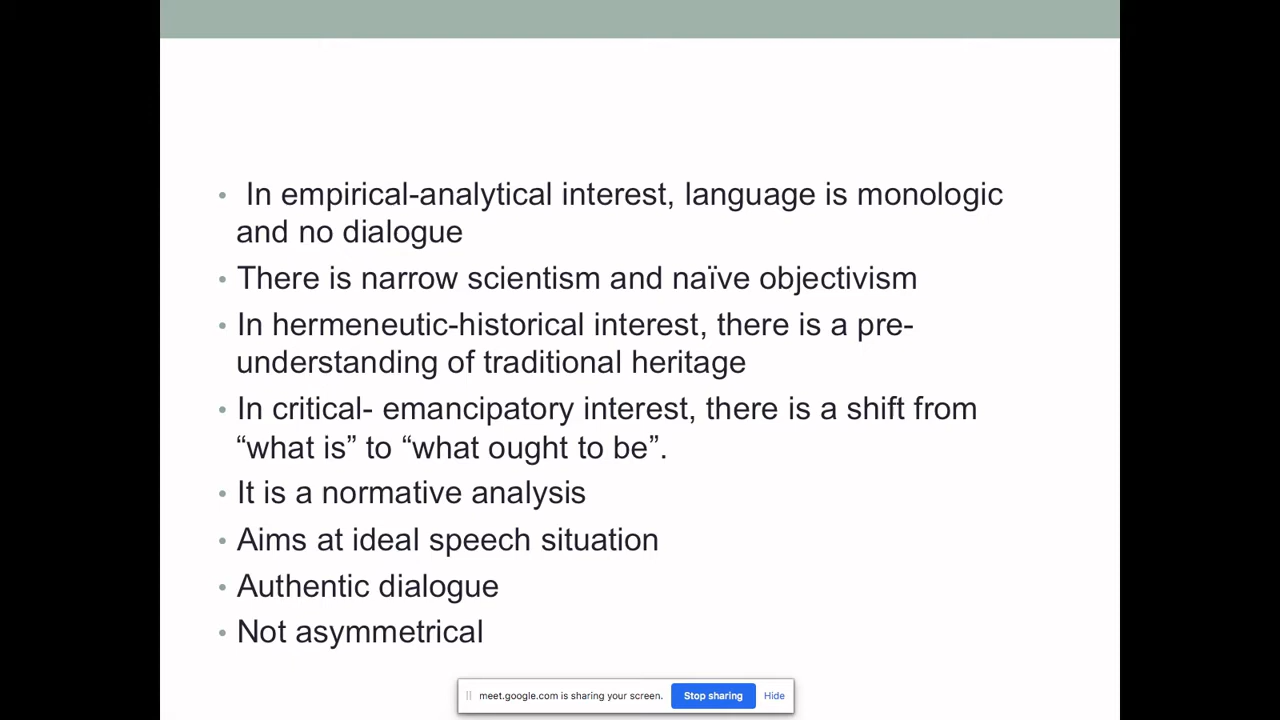 • In empirical-analytical interest, language is monologic
and no dialogue
• There is narrow scientism and naïve objectivism
• In hermeneutic-historical interest, there is a pre-
understanding of traditional heritage
• In critical- emancipatory interest, there is a shift from
“what is” to “what ought to be”.
• It is a normative analysis
• Aims at ideal speech situation
• Authentic dialogue
• Not asymmetrical
meet.google.com is sharing your screen. Stop sharing Hide